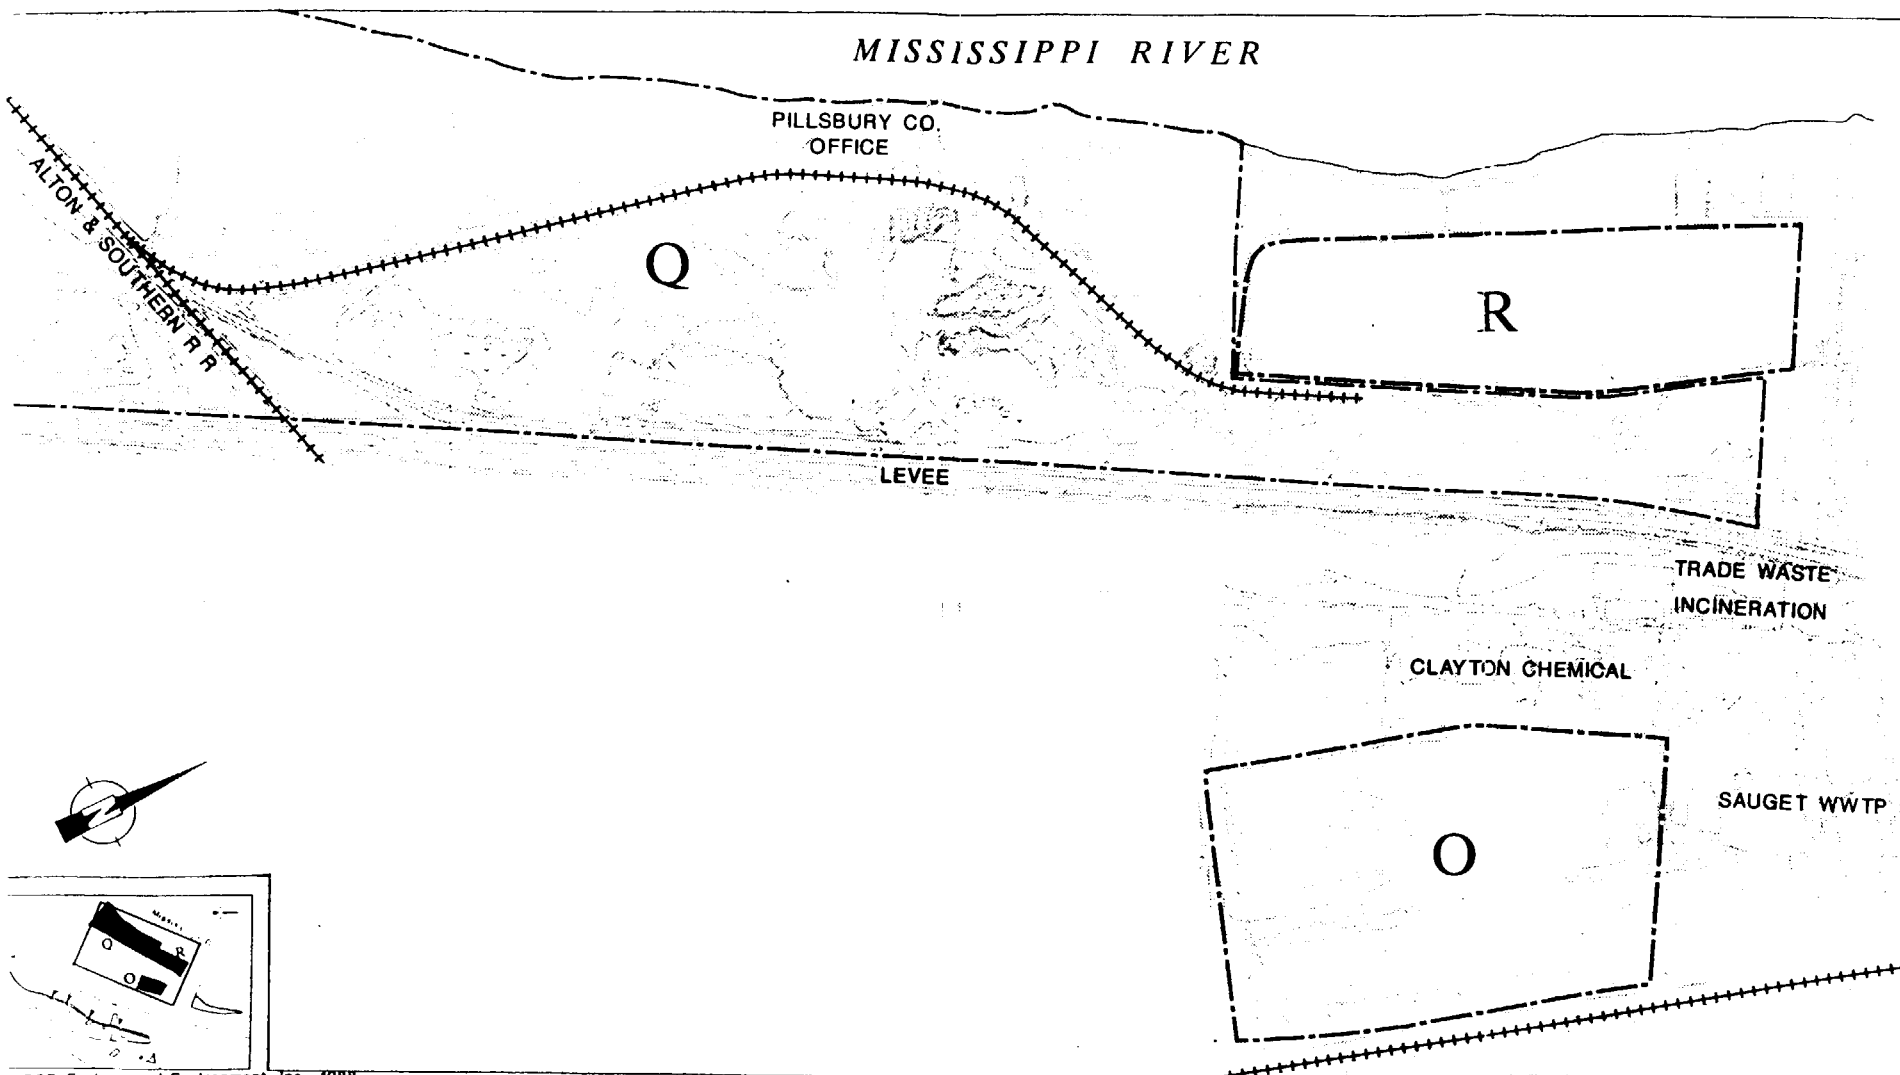 MISSISSIPPI RIVER
PILLSBURY CO.
OFFICE
ALTON & SOUTHERN R R
Q
R
LEVEE
TRADE WASTE
INCINERATION
CLAYTON CHEMICAL
SAUGET WWTP
O
Q
R
O